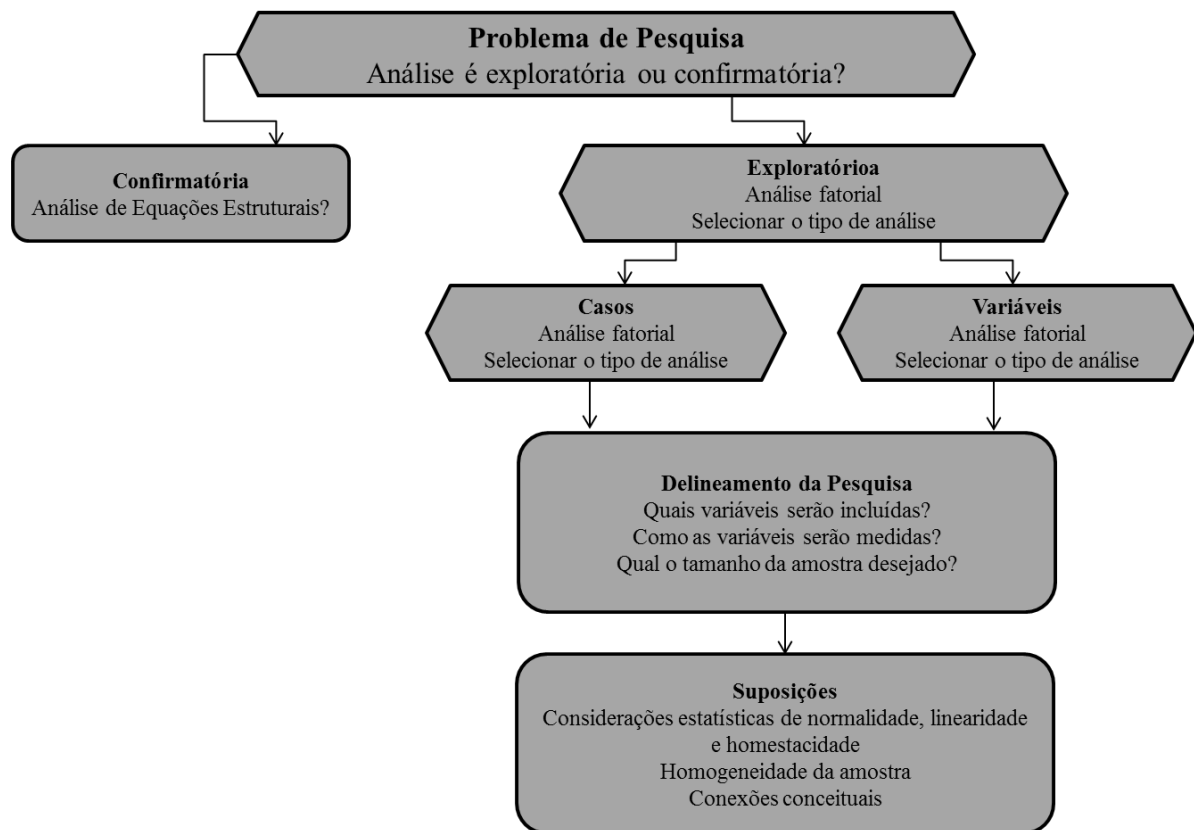 Problema de Pesquisa
Análise é exploratória ou confirmatória?
Confirmatória
Análise de Equações Estruturais?
Exploratórioa
Análise fatorial
Selecionar o tipo de análise
Casos
Análise fatorial
Selecionar o tipo de análise
Variáveis
Análise fatorial
Selecionar o tipo de análise
Delineamento da Pesquisa
Quais variáveis serão incluídas?
Como as variáveis serão medidas?
Qual o tamanho da amostra desejado?
Suposições
Considerações estatísticas de normalidade, linearidade
e homestacidade
Homogeneidade da amostra
Conexões conceituais